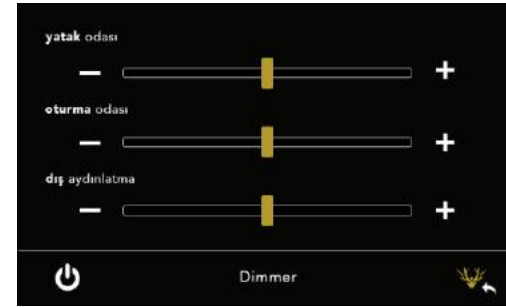 yatak odası
oturma odası
dış aydınlatma
Dimmer